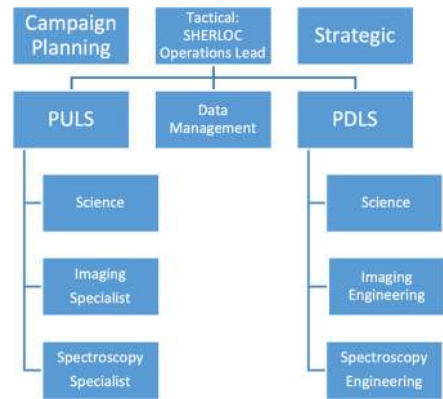 Campaign
Planning
Tactical:
SHERLOC
Operations Lead
Strategic
PULS
Data
Management
PDLS
Science
Science
Imaging
Specialist
Imaging
Engineering
Spectroscopy
Specialist
Spectroscopy
Engineering